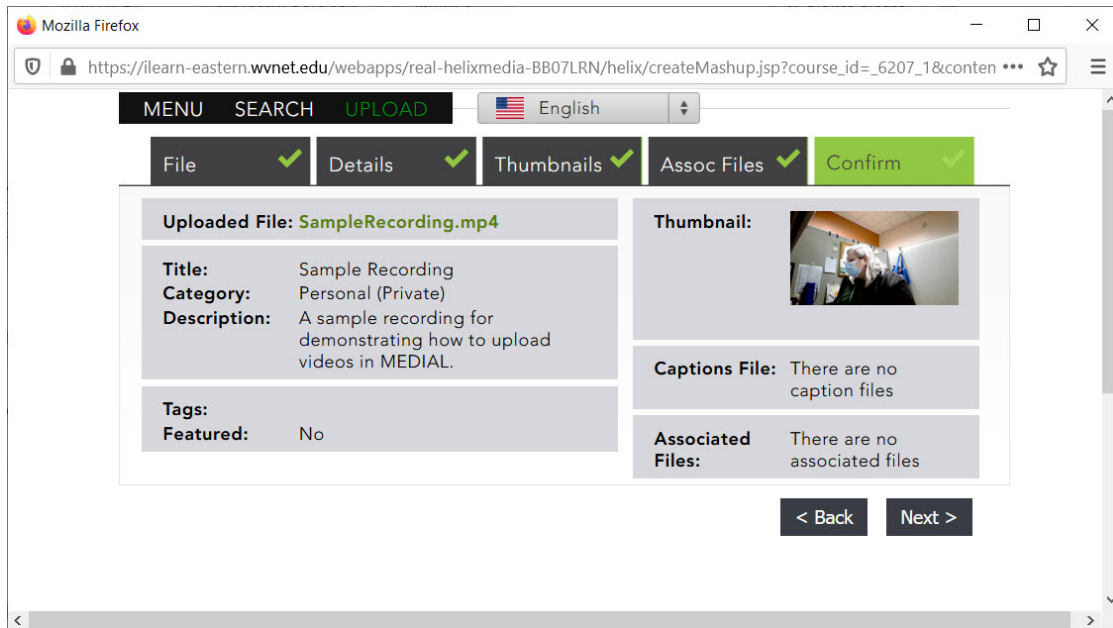 Mozilla Firefox
https://ilearn-eastern.wvnet.edu/webapps/real-helixmedia-BB07LRN/helix/createMashup.jsp?course_id=_6207_1&conten
MENU SEARCH UPLOAD English
File Details Thumbnails Assoc Files Confirm
Uploaded File: SampleRecording.mp4
Title: Sample Recording
Category: Personal (Private)
Description: A sample recording for
demonstrating how to upload
videos in MEDIAL.
Tags:
Featured: No
Thumbnail:
Captions File: There are no
caption files
Associated There are no
Files: associated files
< Back Next >